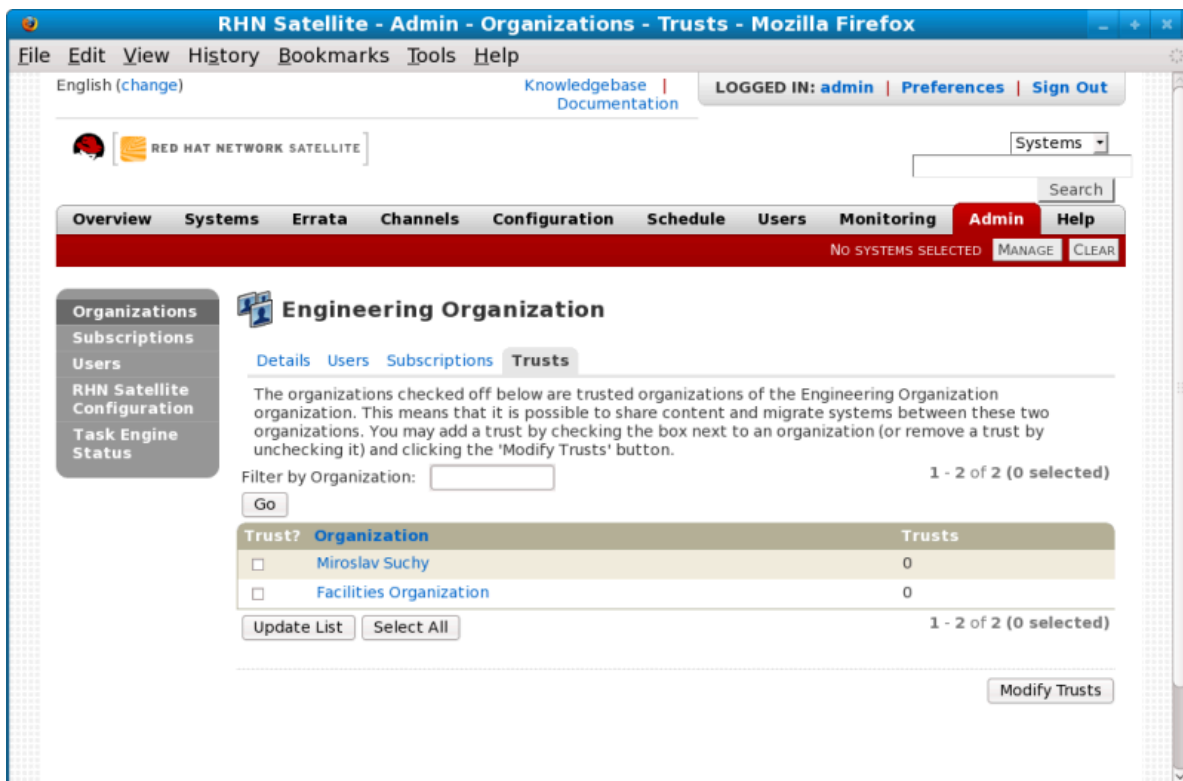 RHN Satellite - Admin - Organizations - Trusts - Mozilla Firefox
File Edit View History Bookmarks Tools Help
English (change)
Knowledgebase |
Documentation
LOGGED IN: admin | Preferences | Sign Out
RED HAT NETWORK SATELLITE
Systems
Search
Overview Systems Errata Channels Configuration Schedule Users Monitoring Admin Help
NO SYSTEMS SELECTED MANAGE CLEAR
Organizations
Subscriptions
Users
RHN Satellite
Configuration
Task Engine
Status
Engineering Organization
Details Users Subscriptions Trusts
The organizations checked off below are trusted organizations of the Engineering Organization
organization. This means that it is possible to share content and migrate systems between these two
organizations. You may add a trust by checking the box next to an organization (or remove a trust by
unchecking it) and clicking the 'Modify Trusts' button.
Filter by Organization:
1 - 2 of 2 (0 selected)
Go
Trust? Organization Trusts
Miroslav Suchy 0
Facilities Organization 0
Update List Select All
1 - 2 of 2 (0 selected)
Modify Trusts